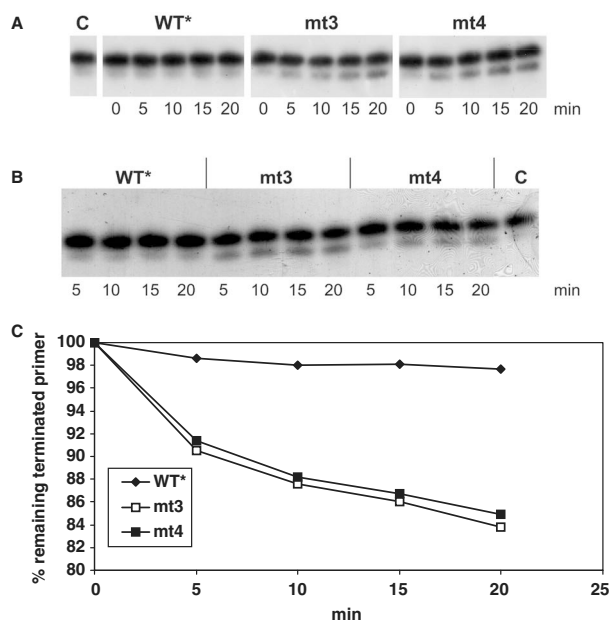 A
C WT* mt3 mt4
0 5 10 15 20 0 5 10 15 20 0 5 10 15 20 min
B
WT* mt3 mt4 C
5 10 15 20 5 10 15 20 5 10 15 20 min
C
% remaining terminated primer
100
98
96
94
92
90
88
86
84
82
80
WT*
mt3
mt4
0 5 10 15 20 25
min